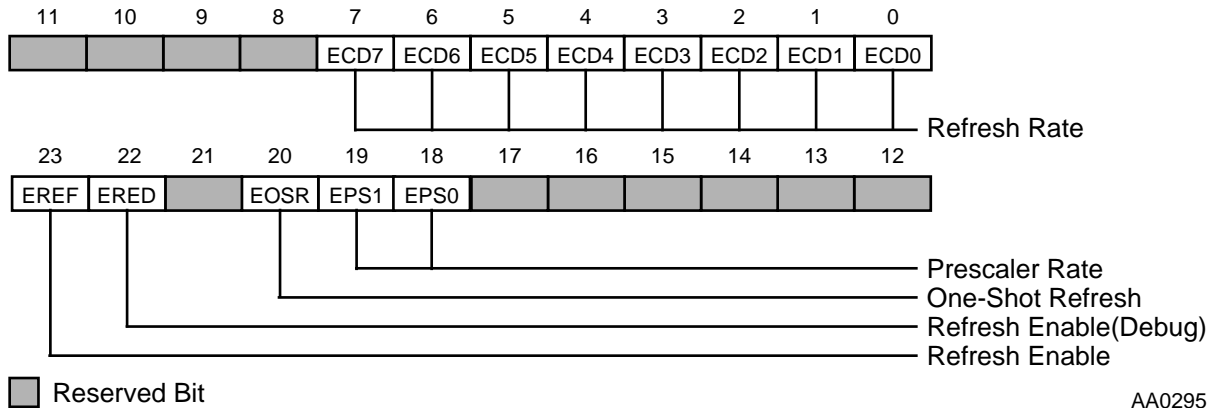 11 10 9 8 7 6 5 4 3 2 1 0
ECD7 ECD6 ECD5 ECD4 ECD3 ECD2 ECD1 ECD0
Refresh Rate
23 22 21 20 19 18 17 16 15 14 13 12
EREF ERED EOSR EPS1 EPS0
Prescaler Rate
One-Shot Refresh
Refresh Enable(Debug)
Refresh Enable
Reserved Bit
AA0295